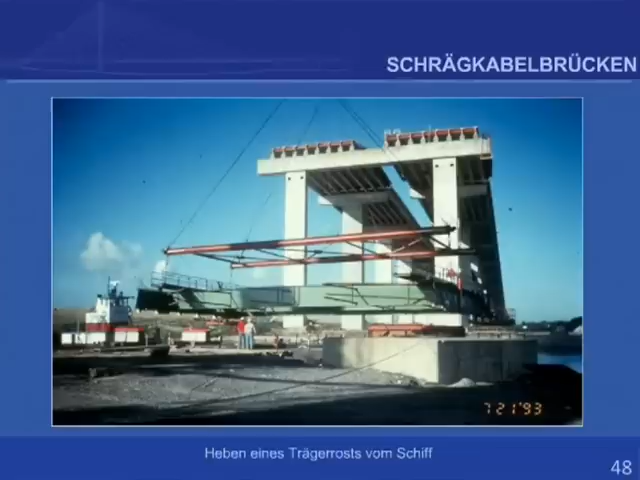 SCHRÄGKABELBRÜCKEN
7 21 '93
Heben eines Trägerrosts vom Schiff
48